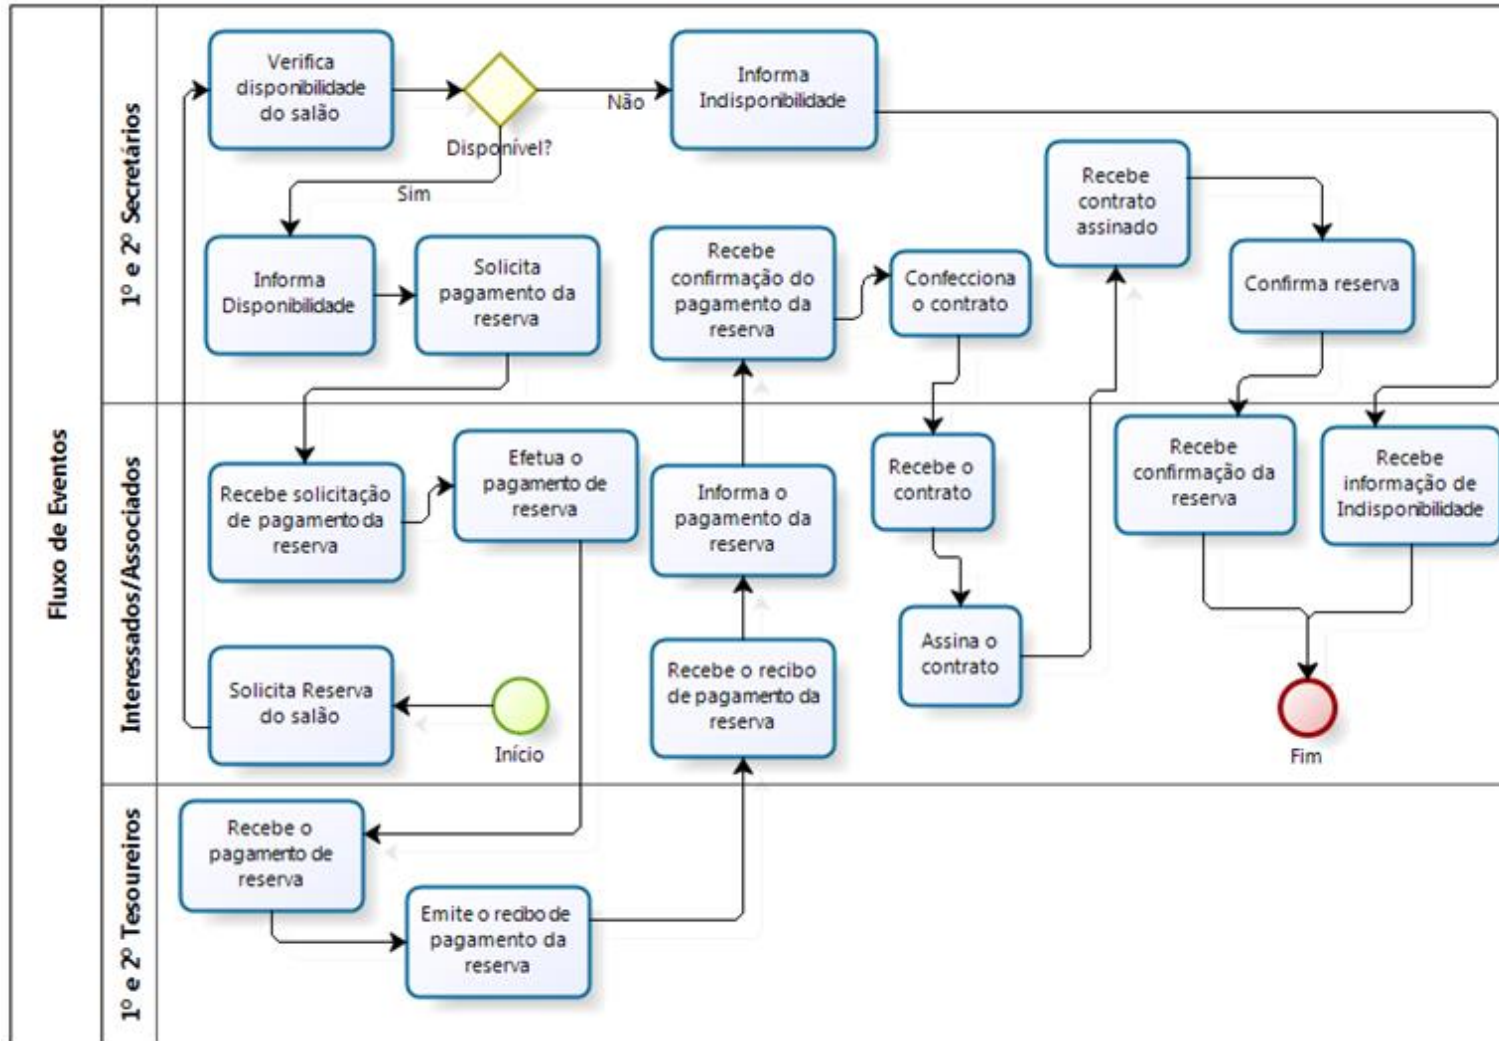 Fluxo de Eventos
1º e 2º Secretários
Verifica
disponibilidade
do salão
Disponível?
Não
Informa
Indisponibilidade
Sim
Informa
Disponibilidade
Solicita
pagamento da
reserva
Recebe
confirmação do
pagamento da
reserva
Confecciona
o contrato
Recebe
contrato
assinado
Confirma reserva
Interessados/Associados
Recebe solicitação
de pagamento da
reserva
Efetua o
pagamento de
reserva
Informa o
pagamento da
reserva
Recebe o
contrato
Recebe
confirmação da
reserva
Recebe
informação de
Indisponibilidade
Solicita Reserva
do salão
Início
Recebe o recibo
de pagamento da
reserva
Assina o
contrato
Fim
1º e 2º Tesoureiros
Recebe o
pagamento de
reserva
Emite o recibo de
pagamento da
reserva